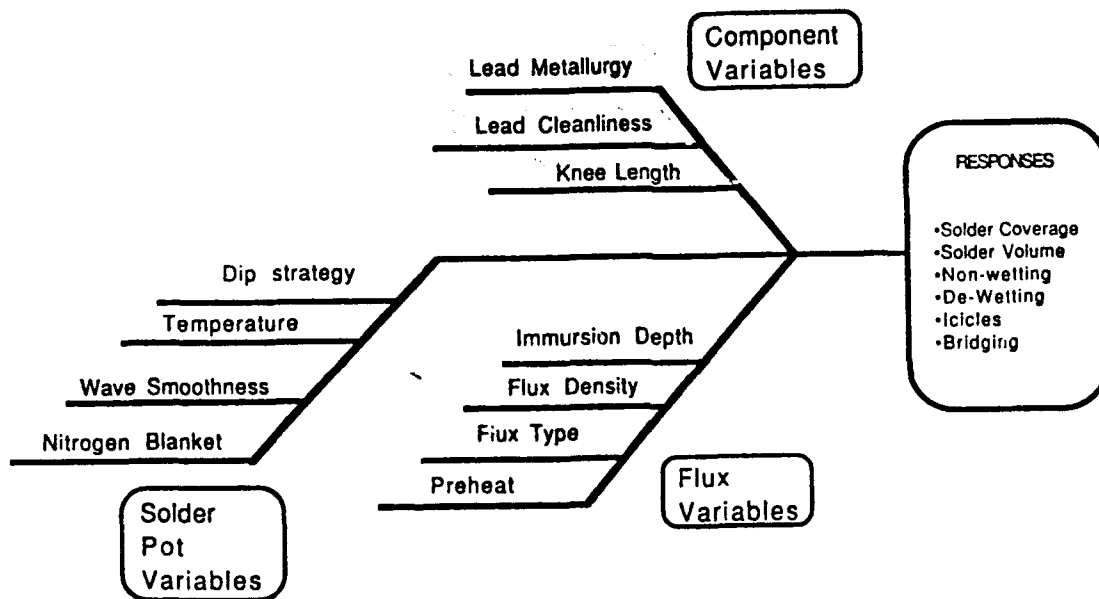 Component
Variables
Lead Metallurgy
Lead Cleanliness
Knee Length
RESPONSES
•Solder Coverage
•Solder Volume
•Non-wetting
•De-Wetting
•Icicles
•Bridging
Dip strategy
Temperature
Wave Smoothness
Nitrogen Blanket
Immursion Depth
Flux Density
Flux Type
Preheat
Solder
Pot
Variables
Flux
Variables